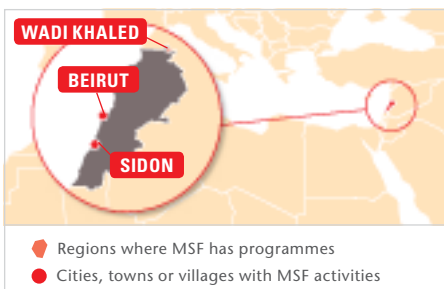 WADI KHALED
BEIRUT
SIDON
Regions where MSF has programmes
Cities, towns or villages with MSF activities